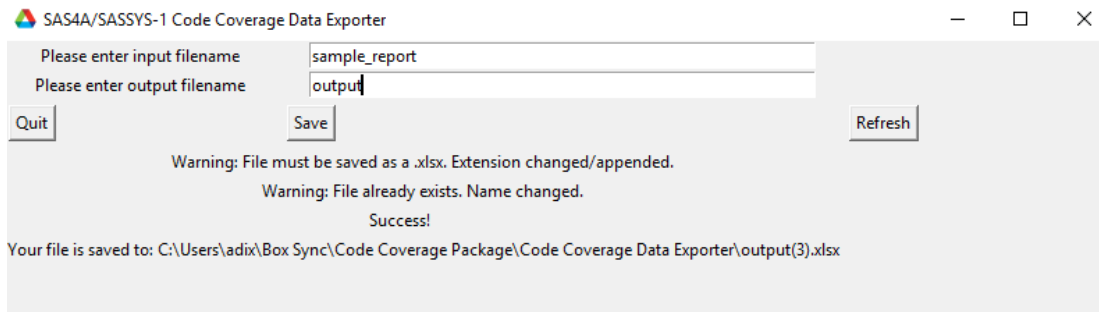 SAS4A/SASSYS-1 Code Coverage Data Exporter
Please enter input filename sample_report
Please enter output filename output
Quit Save Refresh
Warning: File must be saved as a .xlsx. Extension changed/appended.
Warning: File already exists. Name changed.
Success!
Your file is saved to: C:\Users\adix\Box Sync\Code Coverage Package\Code Coverage Data Exporter\output(3).xlsx